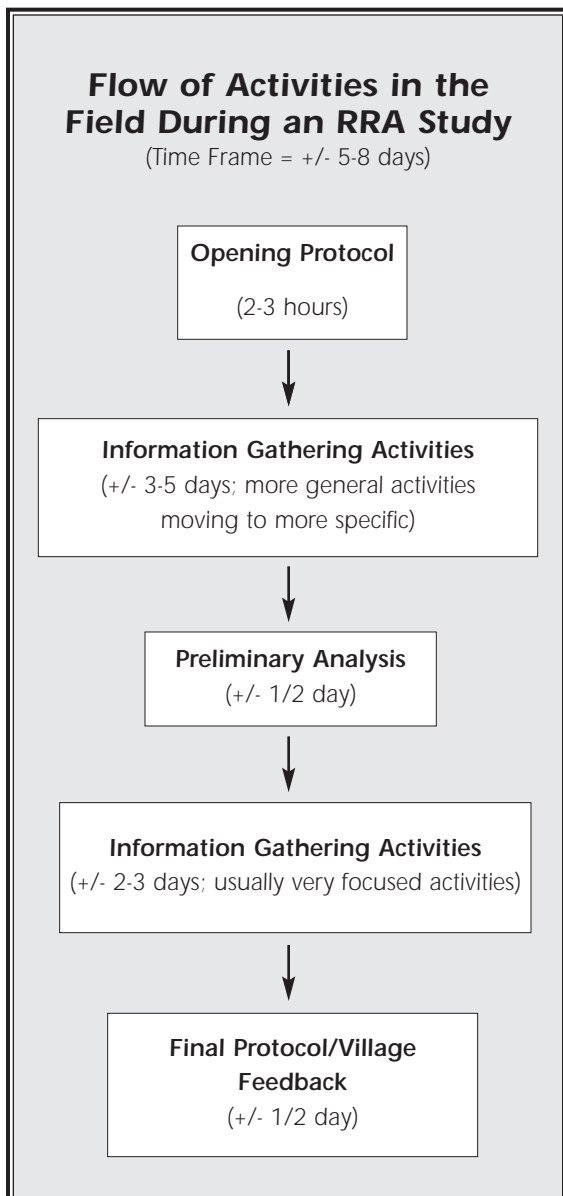 Flow of Activities in the
Field During an RRA Study
(Time Frame = +/- 5-8 days)
Opening Protocol
(2-3 hours)
Information Gathering Activities
(+/- 3-5 days; more general activities
moving to more specific)
Preliminary Analysis
(+/- 1/2 day)
Information Gathering Activities
(+/- 2-3 days; usually very focused activities)
Final Protocol/Village
Feedback
(+/- 1/2 day)